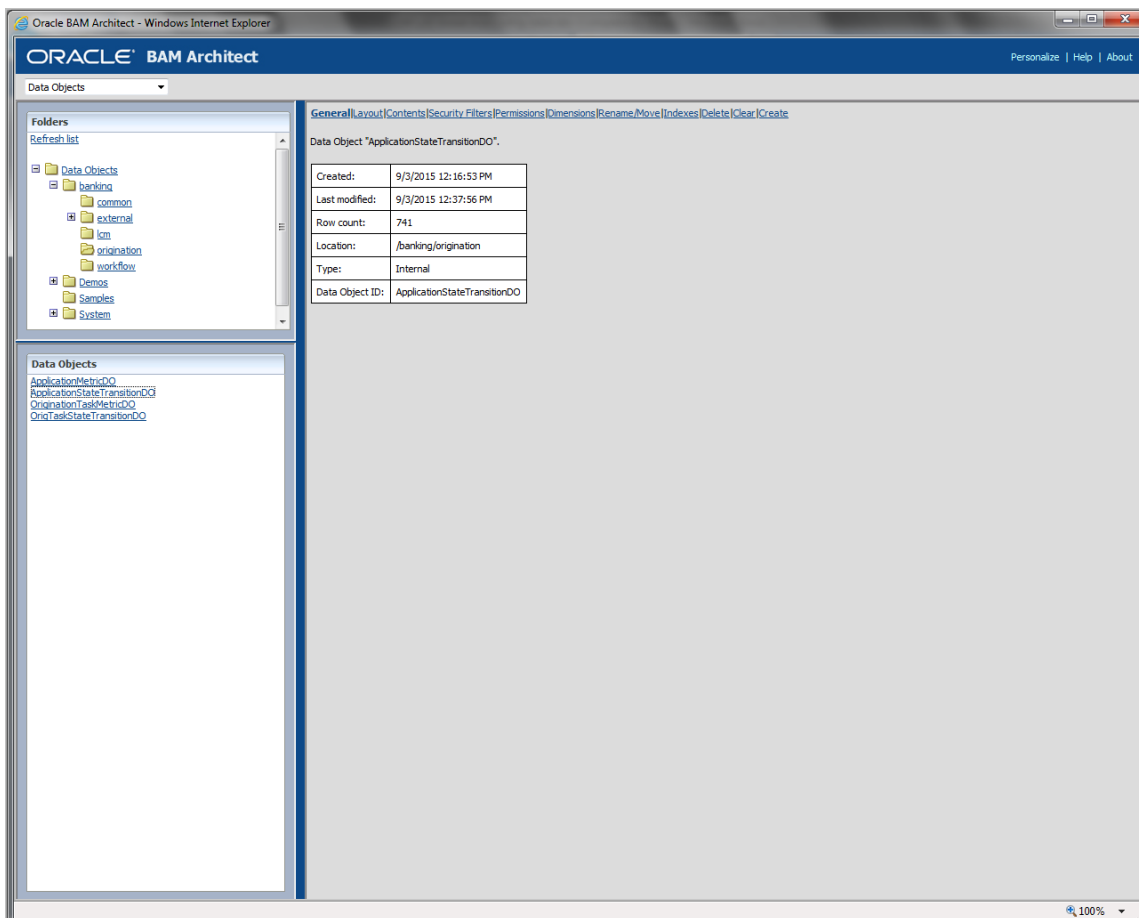 Oracle BAM Architect - Windows Internet Explorer
ORACLE BAM Architect
Personalize | Help | About
Data Objects
Folders
Refresh list
Data Objects
banking
common
external
lcm
origination
workflow
Demos
Samples
System
Data Objects
ApplicationMetricDO
ApplicationStateTransitionDO
OriginationTaskMetricDO
OrigTaskStateTransitionDO
General|Layout|Contents|Security Filters|Permissions|Dimensions|Rename/Move|Indexes|Delete|Clear|Create
Data Object "ApplicationStateTransitionDO".
Created: 9/3/2015 12:16:53 PM
Last modified: 9/3/2015 12:37:56 PM
Row count: 741
Location: /banking/origination
Type: Internal
Data Object ID: ApplicationStateTransitionDO
100%